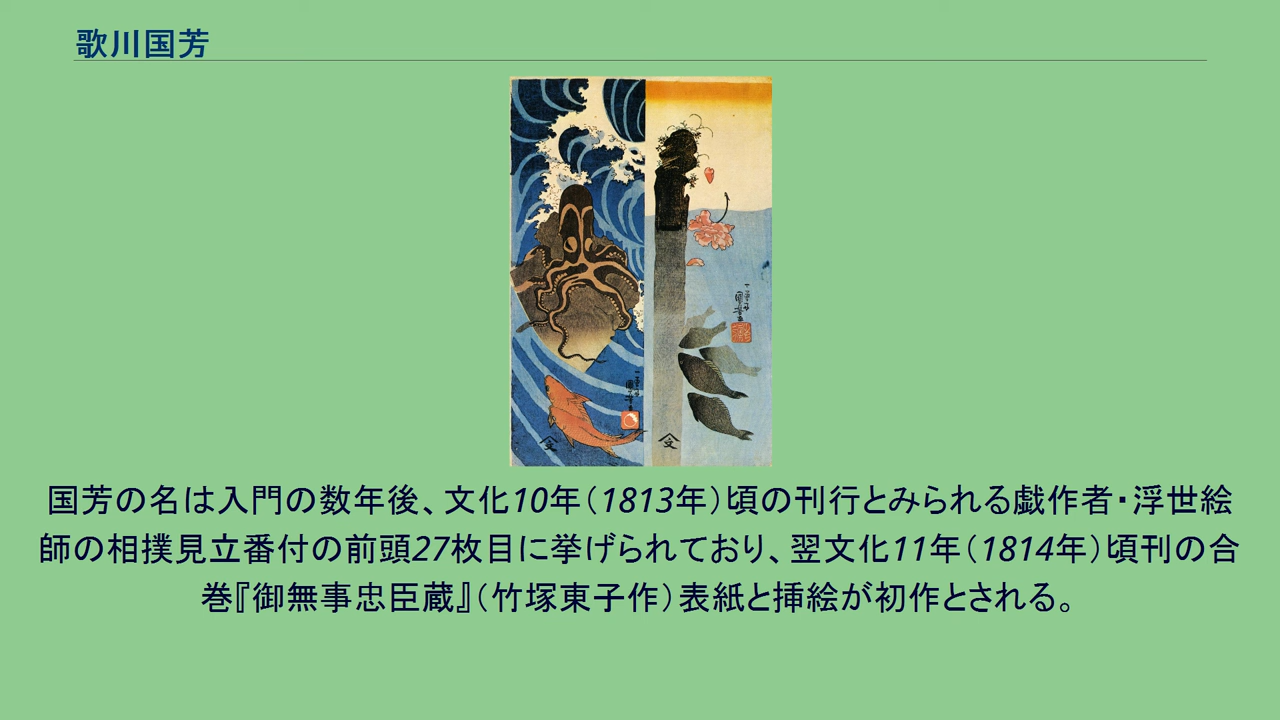 歌川国芳
国芳の名は入門の数年後、文化10年（1813年）頃の刊行とみられる戯作者・浮世絵
師の相撲見立番付の前頭27枚目に挙げられており、翌文化11年（1814年）頃刊の合
巻『御無事忠臣蔵』（竹塚東子作）表紙と挿絵が初作とされる。